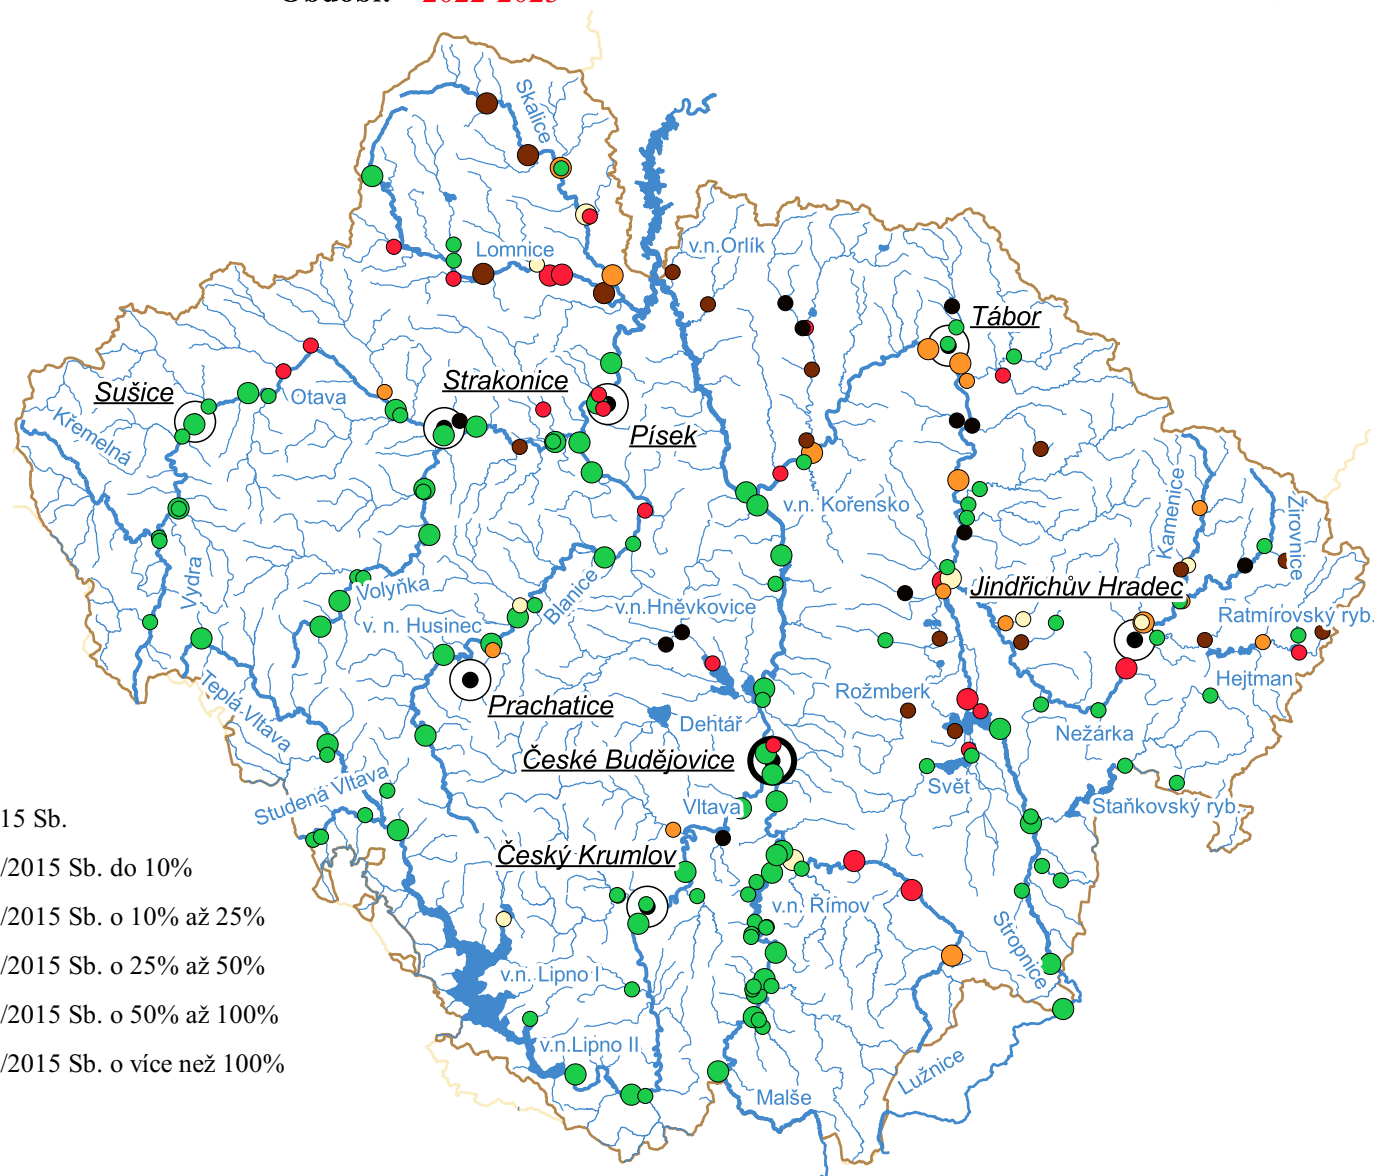 2022-2023
Skalice
Lomnice
v.n.Orlík
Tábor
Sušice
Strakonice
Otava
Křemelná
Písek
v.n. Kořensko
Kamenice
Žirovnice
Vydra
Volyňka
Blanice
v.n.Hněvkovice
Jindřichův Hradec
v. n. Husinec
Ratmírovský ryb.
Hejtman
Teplá Vltava
Prachatice
Rožmberk
Dehtář
Nežárka
České Budějovice
Svět
Studená Vltava
Vltava
Staňkovský ryb.
15 Sb.
/2015 Sb. do 10%
Český Krumlov
/2015 Sb. o 10% až 25%
v.n. Římov
Stropnice
/2015 Sb. o 25% až 50%
v.n. Lipno I
/2015 Sb. o 50% až 100%
v.n.Lipno II
/2015 Sb. o více než 100%
Lužnice
Malše